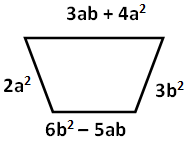 3ab + 4a²
2a²
3b²
6b² – 5ab